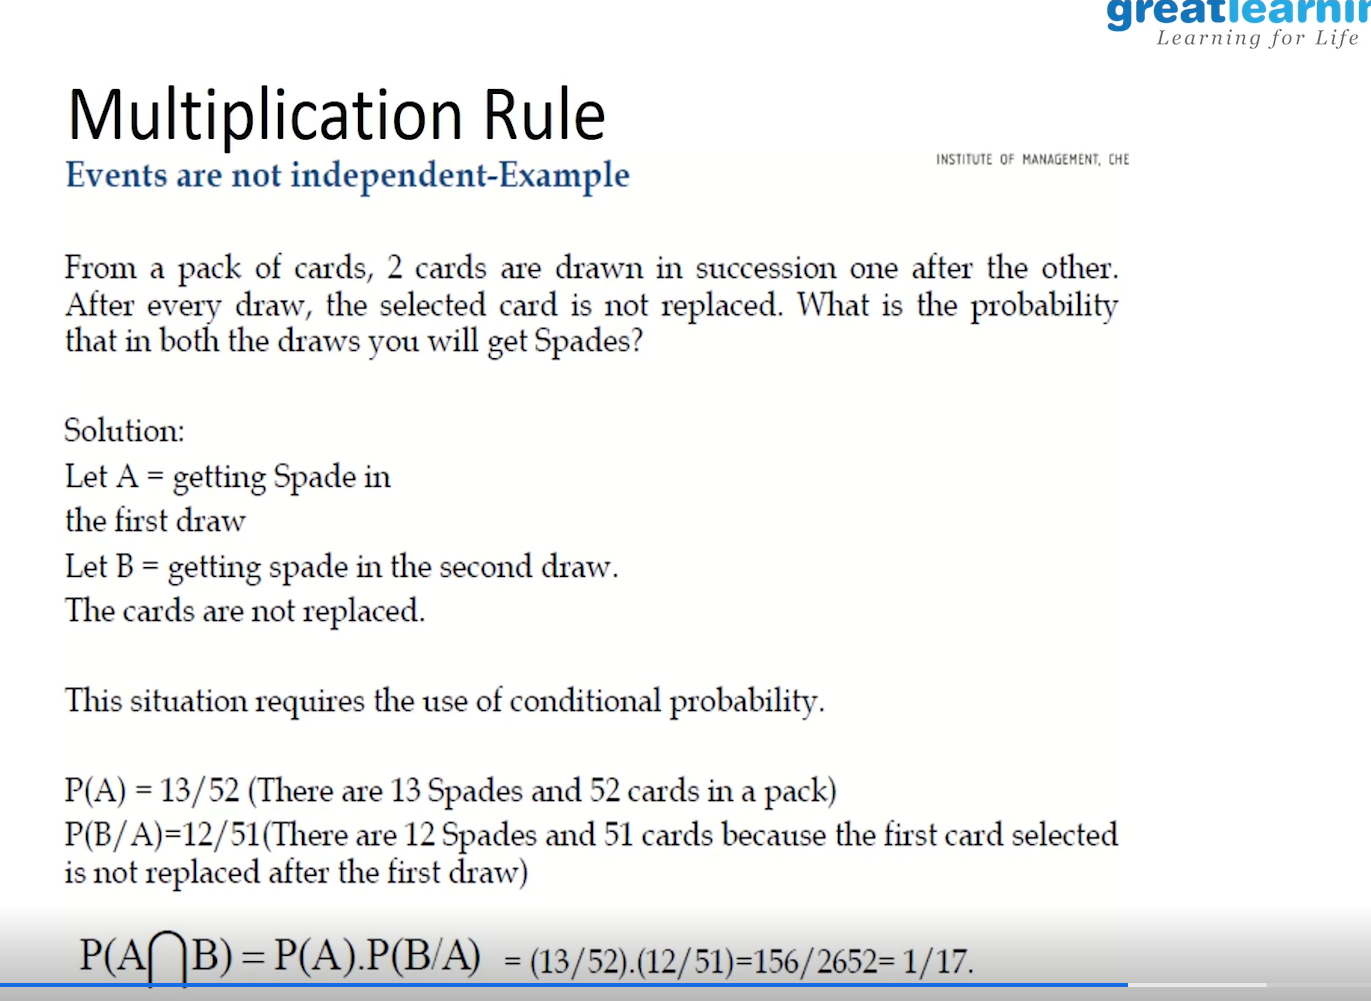 greatlearnin
Learning for Life
Multiplication Rule
Events are not independent-Example
INSTITUTE OF MANAGEMENT, CHE
From a pack of cards, 2 cards are drawn in succession one after the other.
After every draw, the selected card is not replaced. What is the probability
that in both the draws you will get Spades?
Solution:
Let A = getting Spade in
the first draw
Let B = getting spade in the second draw.
The cards are not replaced.
This situation requires the use of conditional probability.
P(A) = 13/52 (There are 13 Spades and 52 cards in a pack)
P(B/A)=12/51(There are 12 Spades and 51 cards because the first card selected
is not replaced after the first draw)
P(A⋂B) = P(A).P(B/A) = (13/52).(12/51)=156/2652= 1/17.